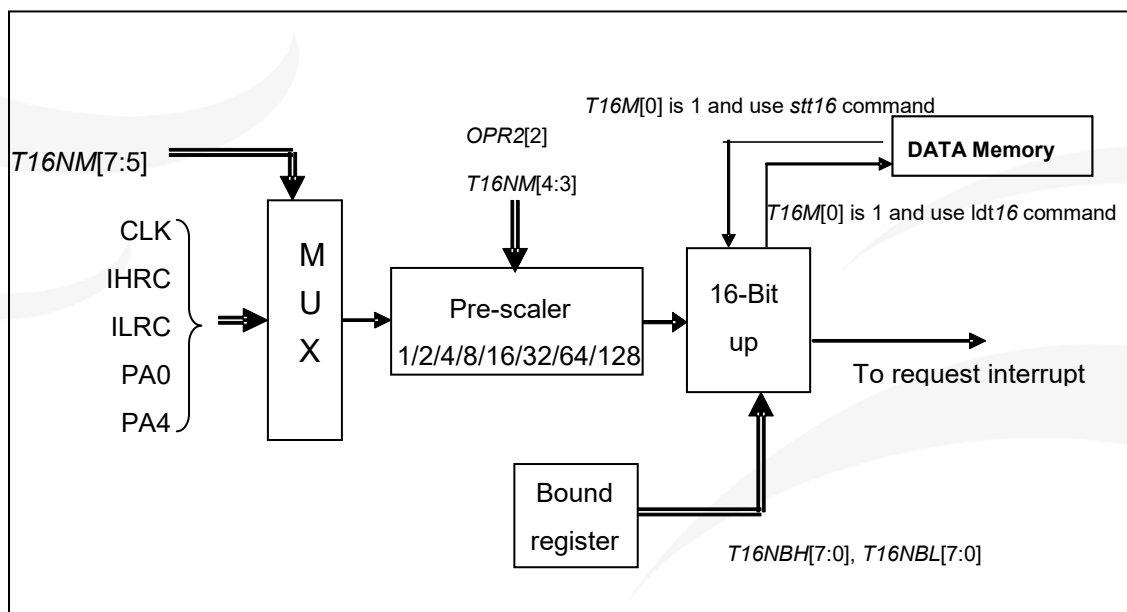 T16M[0] is 1 and use stt16 command
DATA Memory
T16M[0] is 1 and use ldt16 command
OPR2[2]
T16NM[4:3]
T16NM[7:5]
CLK
IHRC
ILRC
PA0
PA4
M
U
X
Pre-scaler
1/2/4/8/16/32/64/128
16-Bit
up
To request interrupt
Bound
register
T16NBH[7:0], T16NBL[7:0]